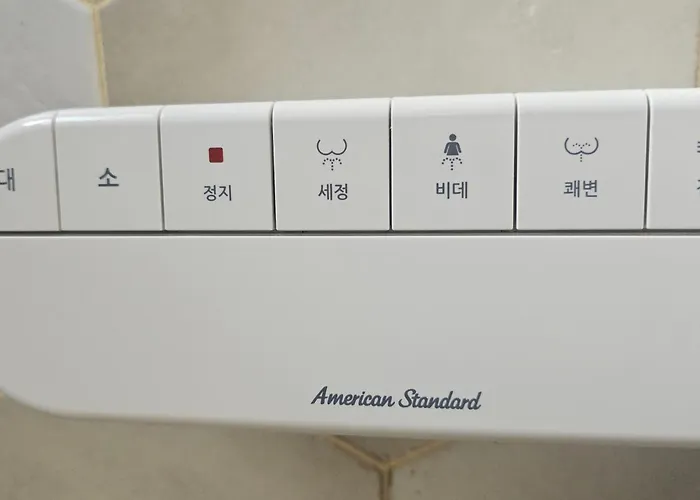 대
소
정지
세정
비데
쾌변
American Standard